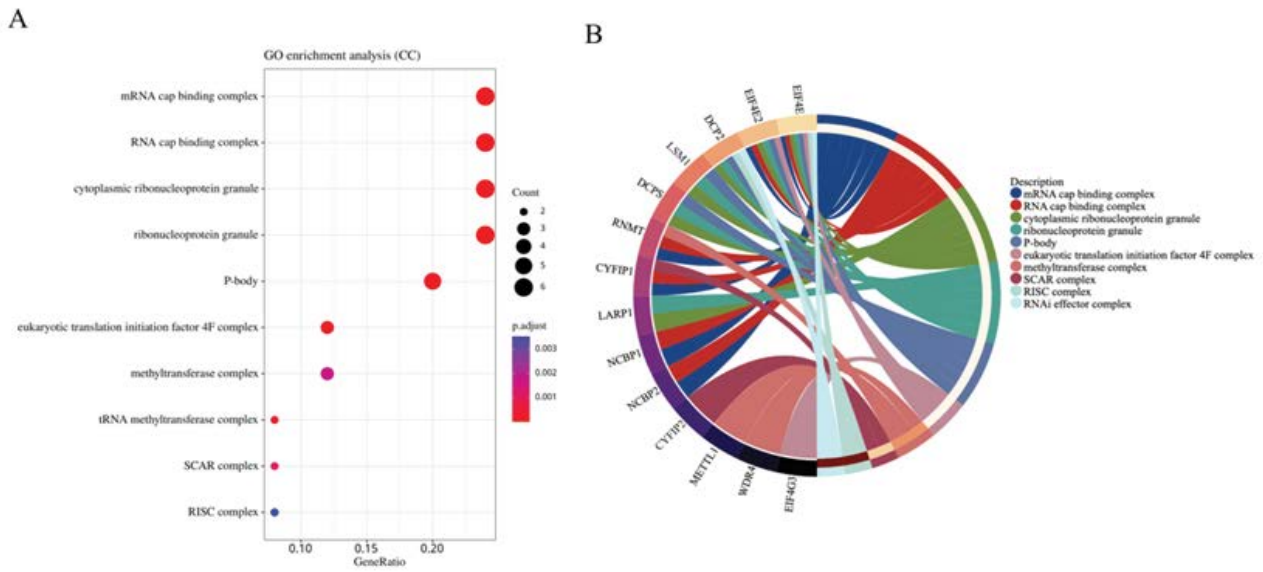 A
GO enrichment analysis (CC)
mRNA cap binding complex
RNA cap binding complex
cytoplasmic ribonucleoprotein granule
ribonucleoprotein granule
P-body
eukaryotic translation initiation factor 4F complex
methyltransferase complex
tRNA methyltransferase complex
SCAR complex
RISC complex
0.10 0.15 0.20
GeneRatio
Count
2
3
4
5
6
p.adjust
0.003
0.002
0.001
B
EIF4E
EIF4E2
DCP2
LSM1
DCPS
RNMT
CYFIP1
LARP1
NCBP1
NCBP2
CYFIP2
METTL1
WDR4
EIF4G3
Description
mRNA cap binding complex
RNA cap binding complex
cytoplasmic ribonucleoprotein granule
ribonucleoprotein granule
P-body
eukaryotic translation initiation factor 4F complex
methyltransferase complex
SCAR complex
RISC complex
RNAi effector complex